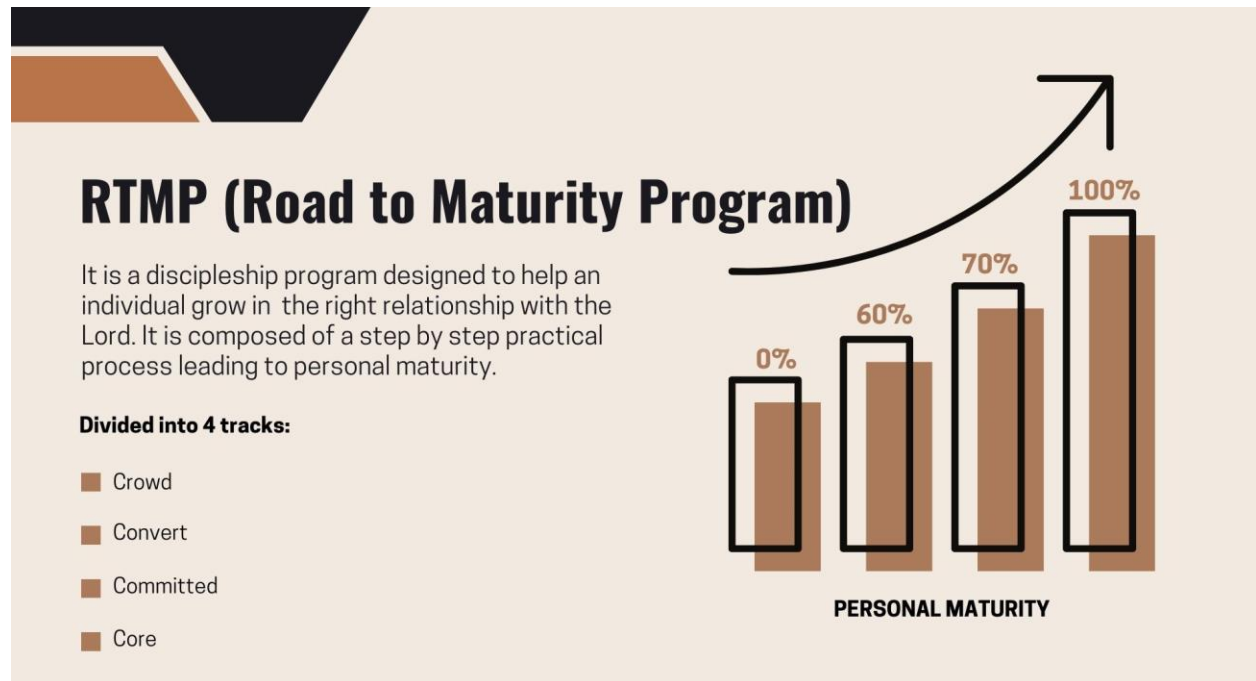 RTMP (Road to Maturity Program)
It is a discipleship program designed to help an
individual grow in  the right relationship with the
Lord. It is composed of a step by step practical
process leading to personal maturity.
Divided into 4 tracks:
Crowd
Convert
Committed
Core
0%
60%
70%
100%
PERSONAL MATURITY